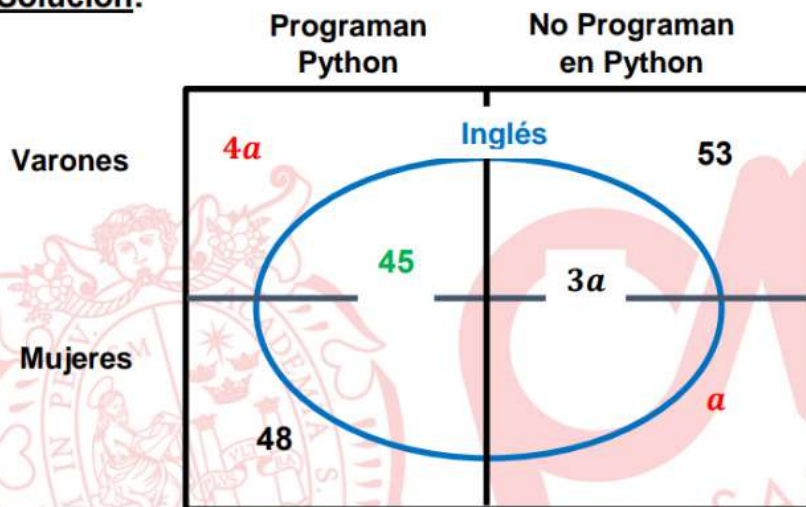 Solución:
Programan
Python
No Programan
en Python
Inglés
Varones
4a
53
45
3a
Mujeres
a
48